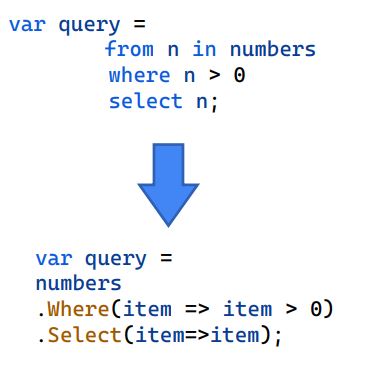 var query =
from n in numbers
where n > 0
select n;
var query =
numbers
.Where(item => item > 0)
.Select(item=>item);